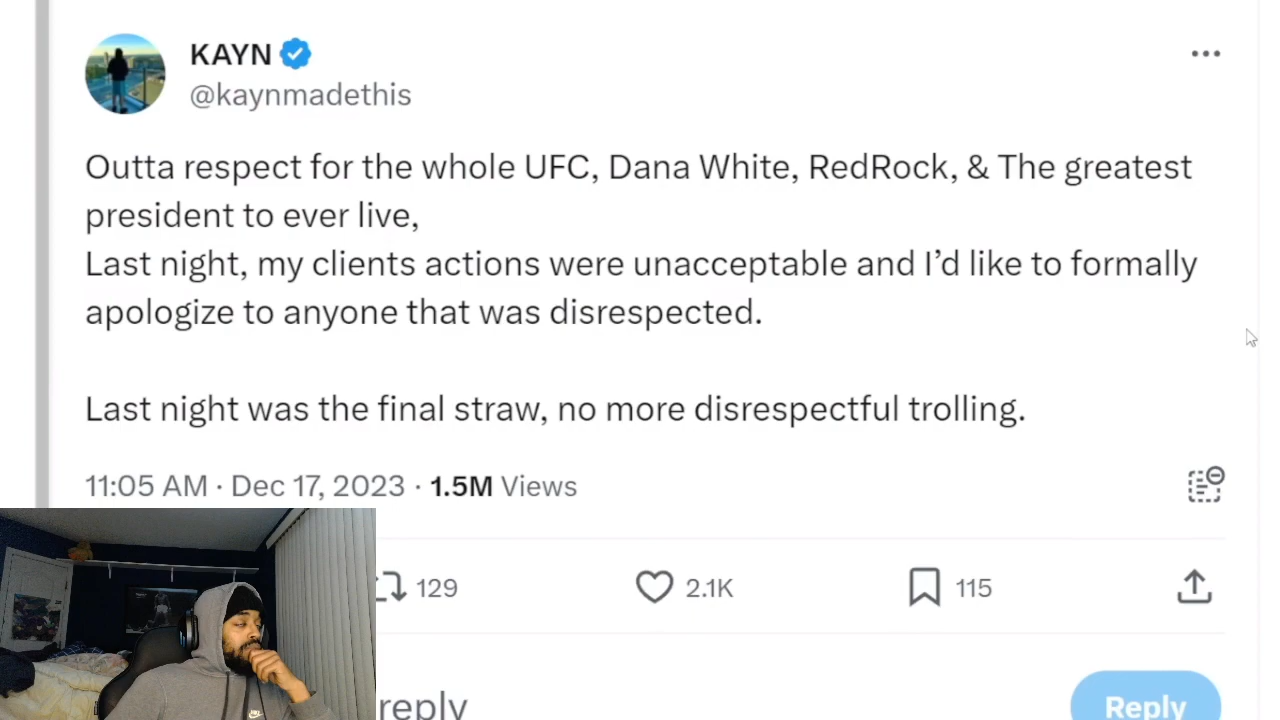 KAYN
@kaynmadethis
Outta respect for the whole UFC, Dana White, RedRock, & The greatest
president to ever live,
Last night, my clients actions were unacceptable and I’d like to formally
apologize to anyone that was disrespected.
Last night was the final straw, no more disrespectful trolling.
11:05 AM · Dec 17, 2023 · 1.5M Views
129 2.1K 115
reply Reply